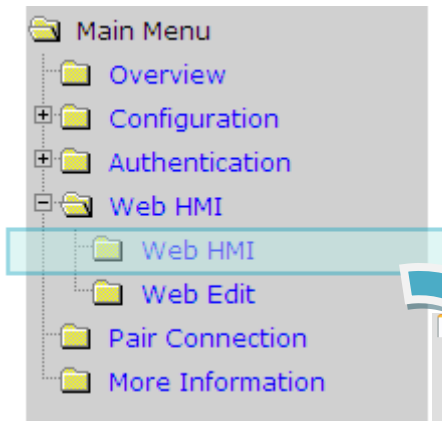 Main Menu
Overview
Configuration
Authentication
Web HMI
Web HMI
Web Edit
Pair Connection
More Information